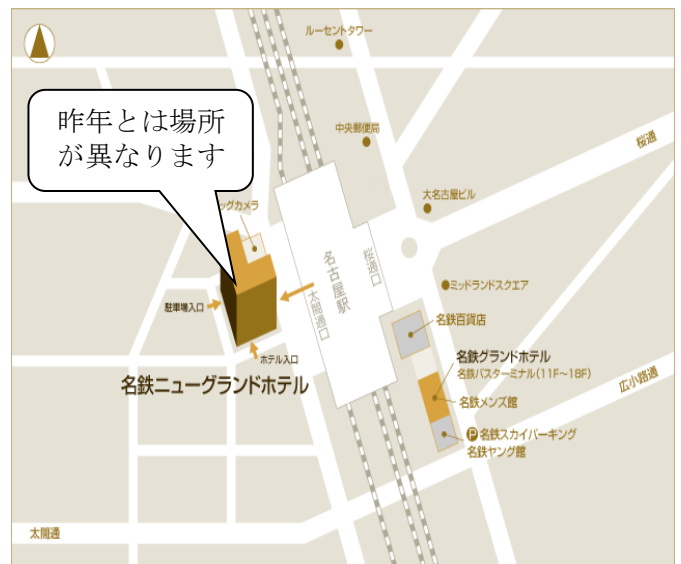 ルーセントタワー
昨年とは場所
が異なります
中央郵便局
桜通
大名古屋ビル
ッグカメラ
名古屋駅
桜通口
太閤通口
ミッドランドスクエア
駐車場入口
名鉄百貨店
ホテル入口
名鉄グランドホテル
名鉄バスターミナル(11F~18F)
名鉄ニューグランドホテル
広小路通
名鉄メンズ館
P 名鉄スカイパーキング
名鉄ヤング館
太閤通